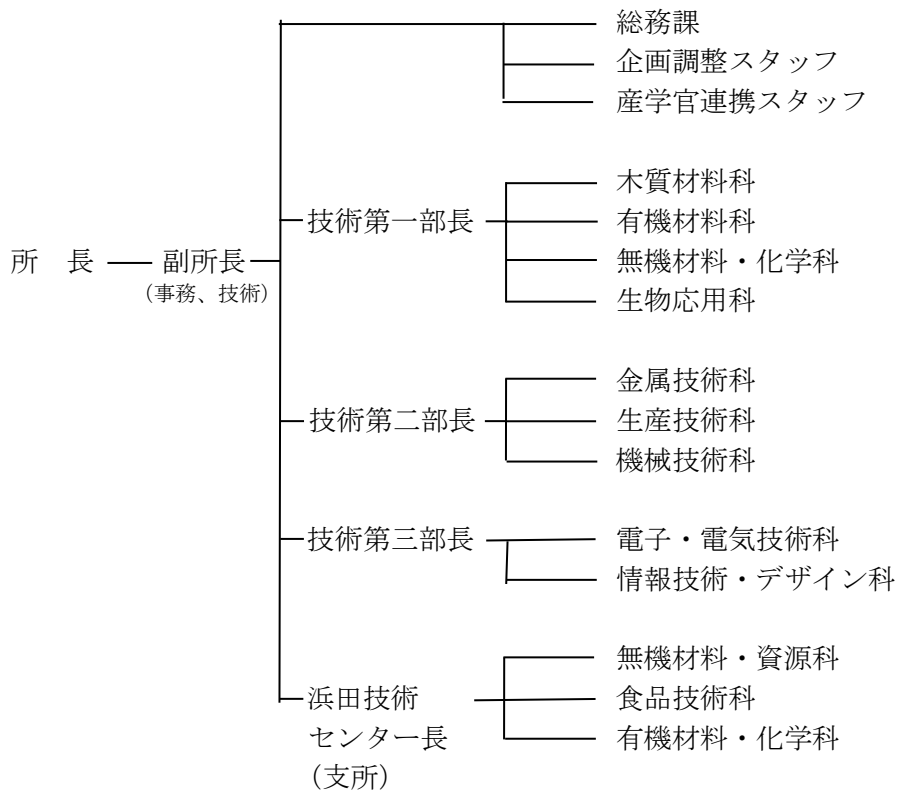 総務課
企画調整スタッフ
産学官連携スタッフ
木質材料科
技術第一部長
有機材料科
所　長
副所長
（事務、技術）
無機材料・化学科
生物応用科
金属技術科
技術第二部長
生産技術科
機械技術科
技術第三部長
電子・電気技術科
情報技術・デザイン科
無機材料・資源科
浜田技術
センター長
（支所）
食品技術科
有機材料・化学科